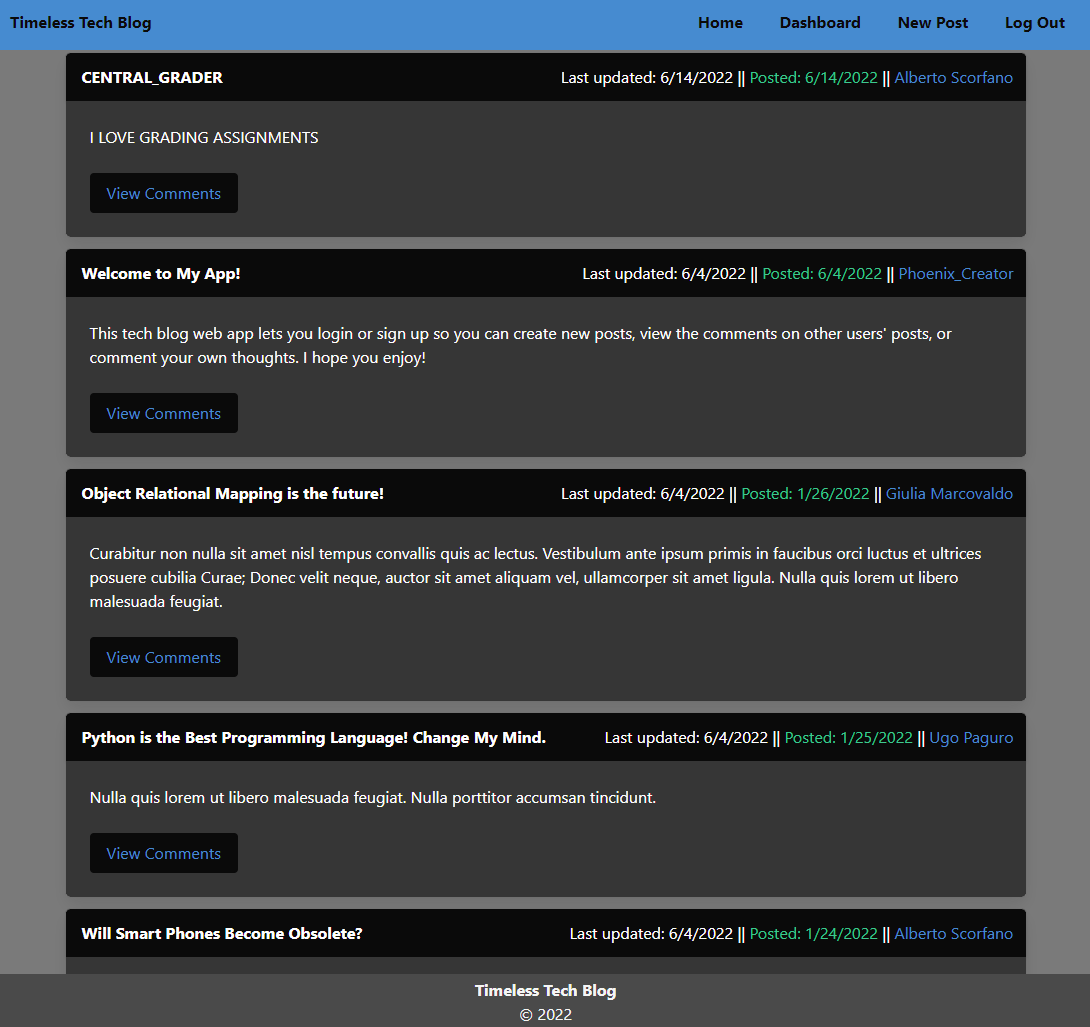 Timeless Tech Blog Home Dashboard New Post Log Out
CENTRAL_GRADER Last updated: 6/14/2022 || Posted: 6/14/2022 || Alberto Scorfano
I LOVE GRADING ASSIGNMENTS
View Comments
Welcome to My App! Last updated: 6/4/2022 || Posted: 6/4/2022 || Phoenix_Creator
This tech blog web app lets you login or sign up so you can create new posts, view the comments on other users' posts, or
comment your own thoughts. I hope you enjoy!
View Comments
Object Relational Mapping is the future! Last updated: 6/4/2022 || Posted: 1/26/2022 || Giulia Marcovaldo
Curabitur non nulla sit amet nisl tempus convallis quis ac lectus. Vestibulum ante ipsum primis in faucibus orci luctus et ultrices
posuere cubilia Curae; Donec velit neque, auctor sit amet aliquam vel, ullamcorper sit amet ligula. Nulla quis lorem ut libero
malesuada feugiat.
View Comments
Python is the Best Programming Language! Change My Mind. Last updated: 6/4/2022 || Posted: 1/25/2022 || Ugo Paguro
Nulla quis lorem ut libero malesuada feugiat. Nulla porttitor accumsan tincidunt.
View Comments
Will Smart Phones Become Obsolete? Last updated: 6/4/2022 || Posted: 1/24/2022 || Alberto Scorfano
Timeless Tech Blog
© 2022